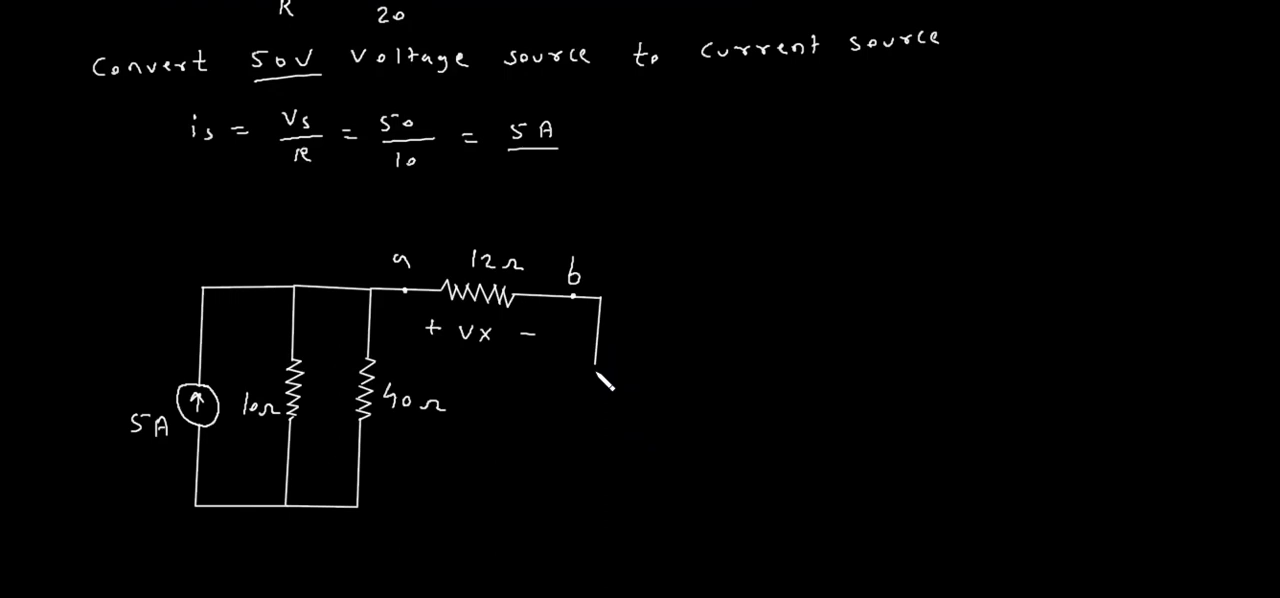 R 20
Convert 50V Voltage source to current source
is = Vs/R = 50/10 = 5 A
a 12Ω b
+ Vx -
5A 10Ω 40Ω